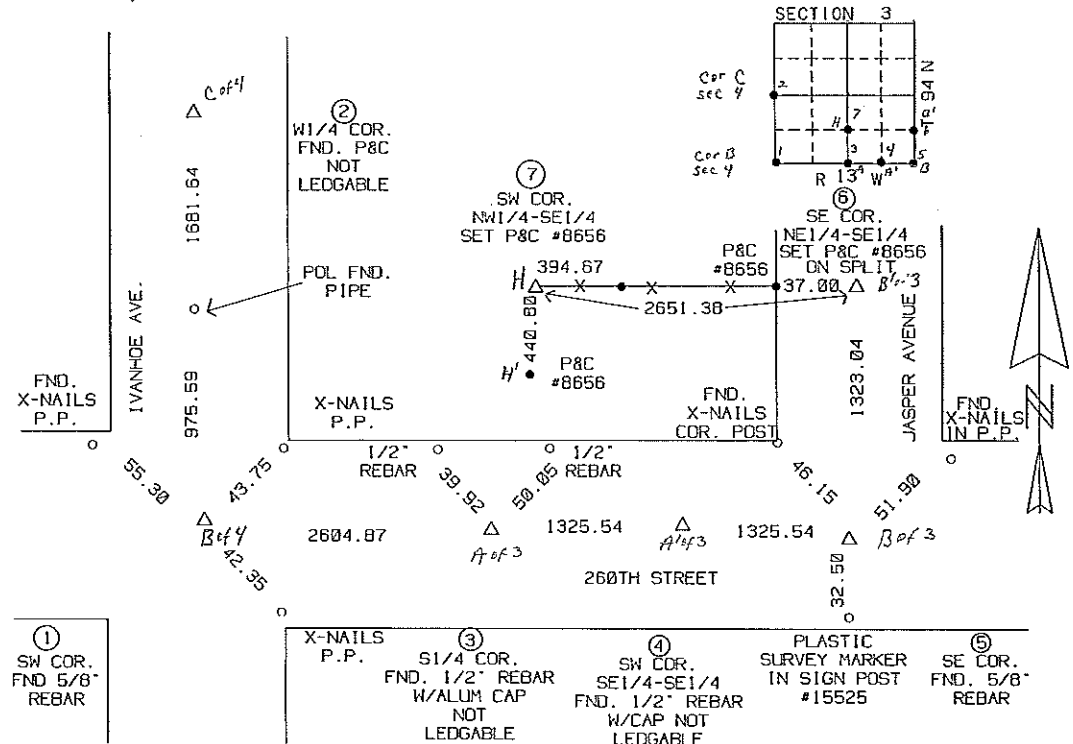 SECTION 3
Cor C
sec 4
2
7
H
T 94 N
Cor B
sec 4
1
3
A
4
A'
5
B
R 13 W
C of 4
②
W1/4 COR.
FND. P&C
NOT
LEDGABLE
1681.64
⑦
SW COR.
NW1/4-SE1/4
SET P&C #8656
⑥
SE COR.
NE1/4-SE1/4
SET P&C #8656
ON SPLIT
P&C
#8656
POL FND.
PIPE
H
394.67
X
X
X
37.00
2651.38
IVANHOE AVE.
975.59
440.80
H'
P&C
#8656
1323.04
JASPER AVENUE
N
FND.
X-NAILS
P.P.
X-NAILS
P.P.
FND.
X-NAILS
COR. POST
FND.
X-NAILS
IN P.P.
1/2"
REBAR
1/2"
REBAR
55.30
43.75
39.92
50.05
46.15
51.90
B of 4
2604.87
A of 3
1325.54
A' of 3
1325.54
B of 3
42.35
260TH STREET
32.50
①
SW COR.
FND 5/8"
REBAR
X-NAILS
P.P.
③
S1/4 COR.
FND. 1/2" REBAR
W/ALUM CAP
NOT
LEDGABLE
④
SW COR.
SE1/4-SE1/4
FND. 1/2" REBAR
W/CAP NOT
LEDGABLE
PLASTIC
SURVEY MARKER
IN SIGN POST
#15525
⑤
SE COR.
FND. 5/8"
REBAR